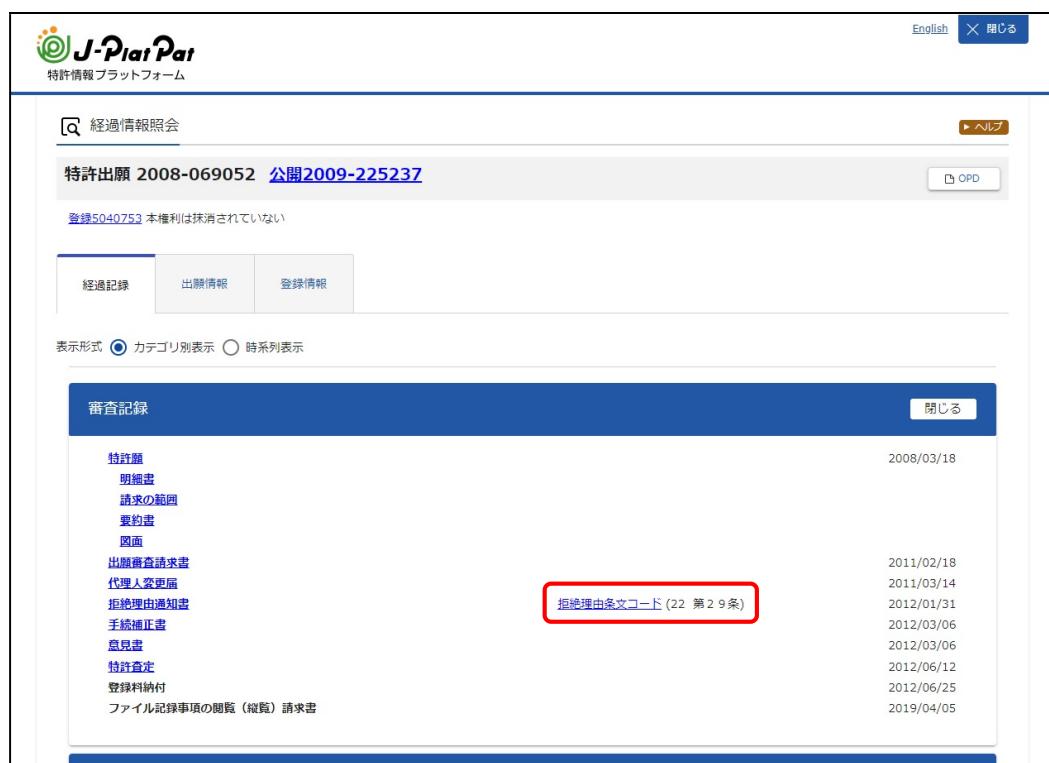 English
閉じる
J-PlatPat
特許情報プラットフォーム
経過情報照会
ヘルプ
特許出願 2008-069052 公開2009-225237
OPD
登録5040753 本権利は抹消されていない
経過記録 出願情報 登録情報
表示形式 カテゴリ別表示 時系列表示
審査記録 閉じる
特許願 2008/03/18
明細書
請求の範囲
要約書
図面
出願審査請求書 2011/02/18
代理人変更届 2011/03/14
拒絶理由通知書 拒絶理由条文コード (22 第29条) 2012/01/31
手続補正書 2012/03/06
意見書 2012/03/06
特許査定 2012/06/12
登録料納付 2012/06/25
ファイル記録事項の閲覧（縦覧）請求書 2019/04/05